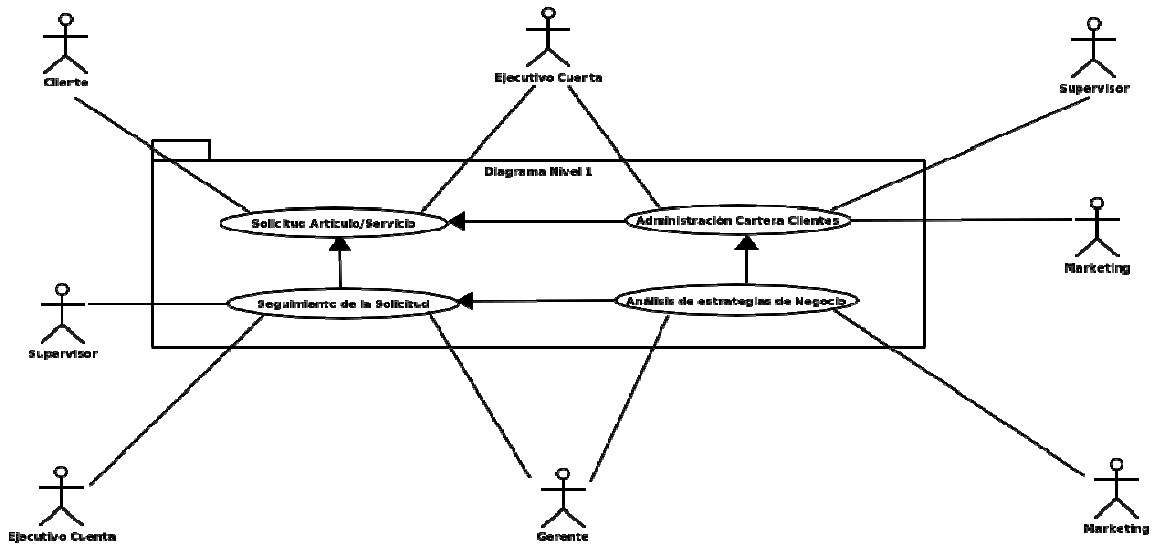 Cliente
Ejecutivo Cuenta
Supervisor
Diagrama Nivel 1
Solicitud Articulo/Servicio
Administración Cartera Clientes
Marketing
Seguimiento de la Solicitud
Análisis de estrategias de Negocio
Supervisor
Ejecutivo Cuenta
Gerente
Marketing